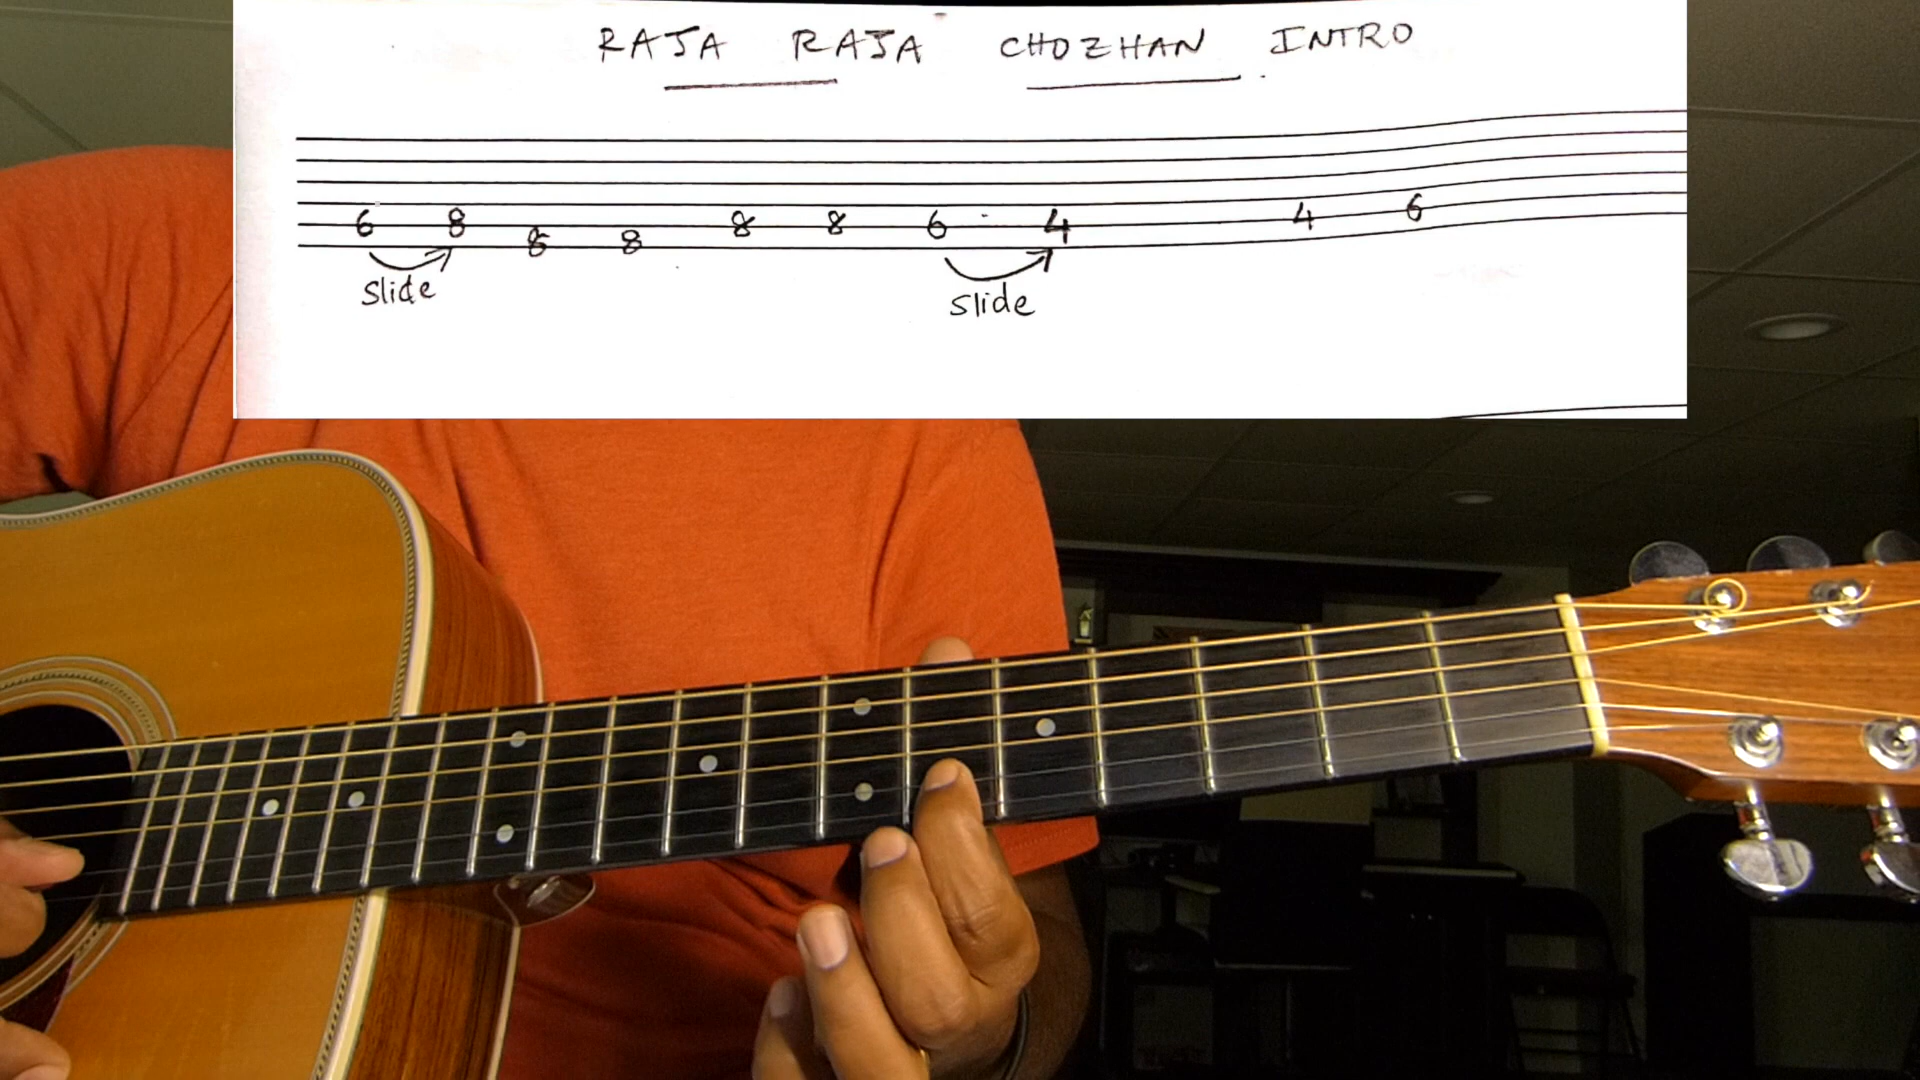 RAJA RAJA CHOZHAN INTRO
6 8 8 8 8 8 6 4 4 6
slide slide